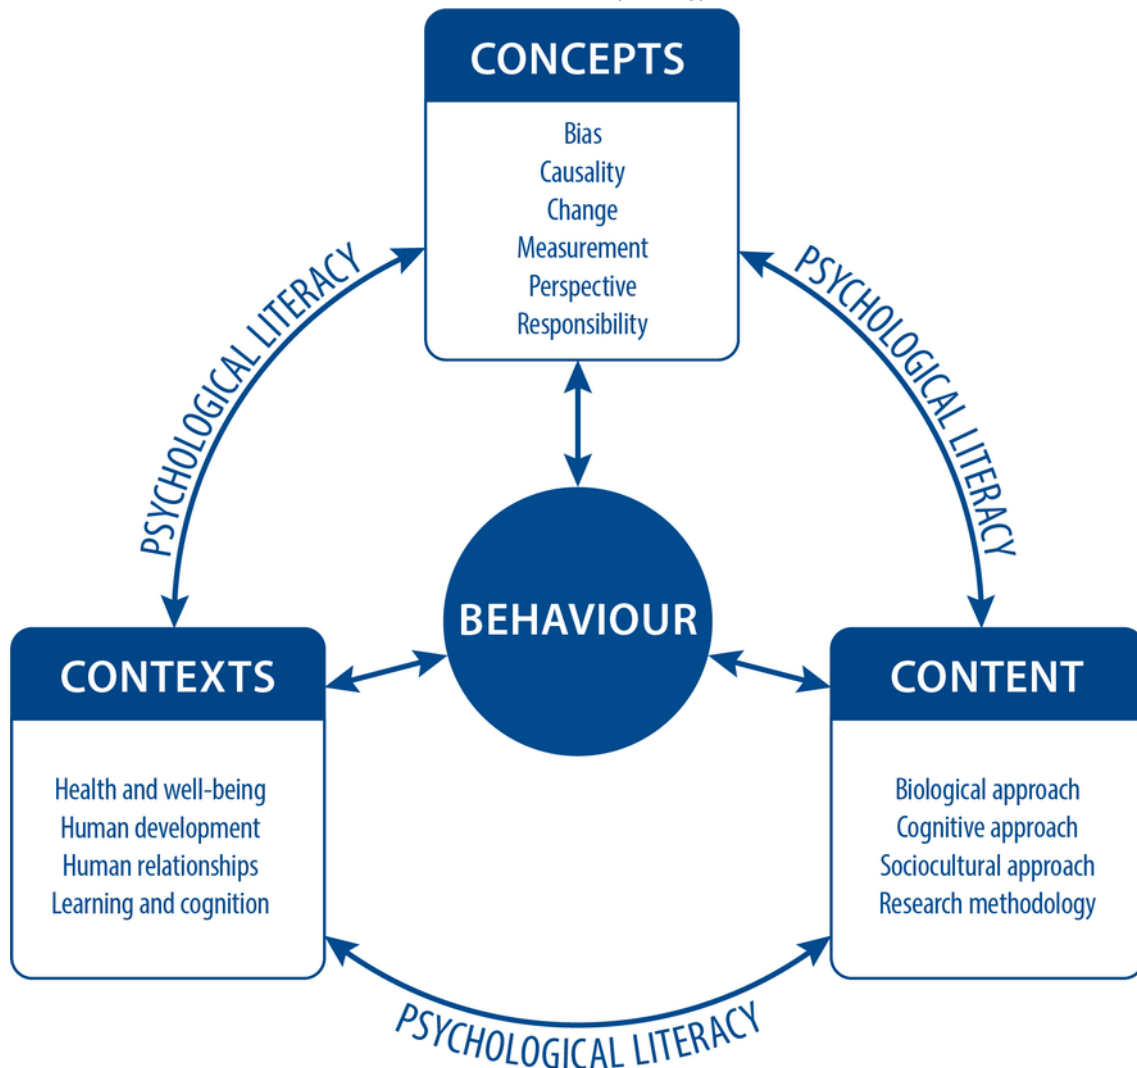 CONCEPTS
Bias
Causality
Change
Measurement
Perspective
Responsibility
PSYCHOLOGICAL LITERACY
PSYCHOLOGICAL LITERACY
BEHAVIOUR
CONTEXTS
Health and well-being
Human development
Human relationships
Learning and cognition
CONTENT
Biological approach
Cognitive approach
Sociocultural approach
Research methodology
PSYCHOLOGICAL LITERACY